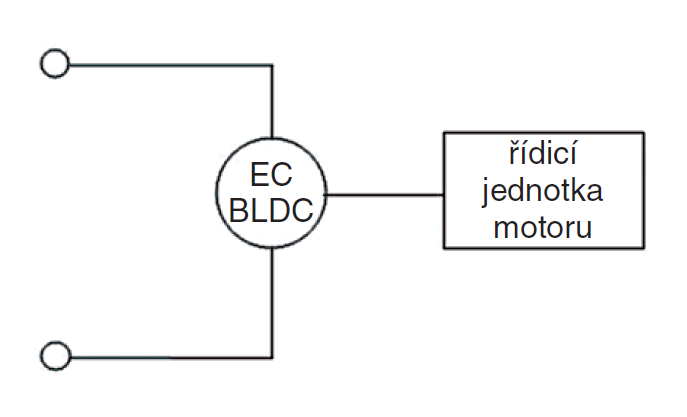 EC
BLDC
řídicí
jednotka
motoru